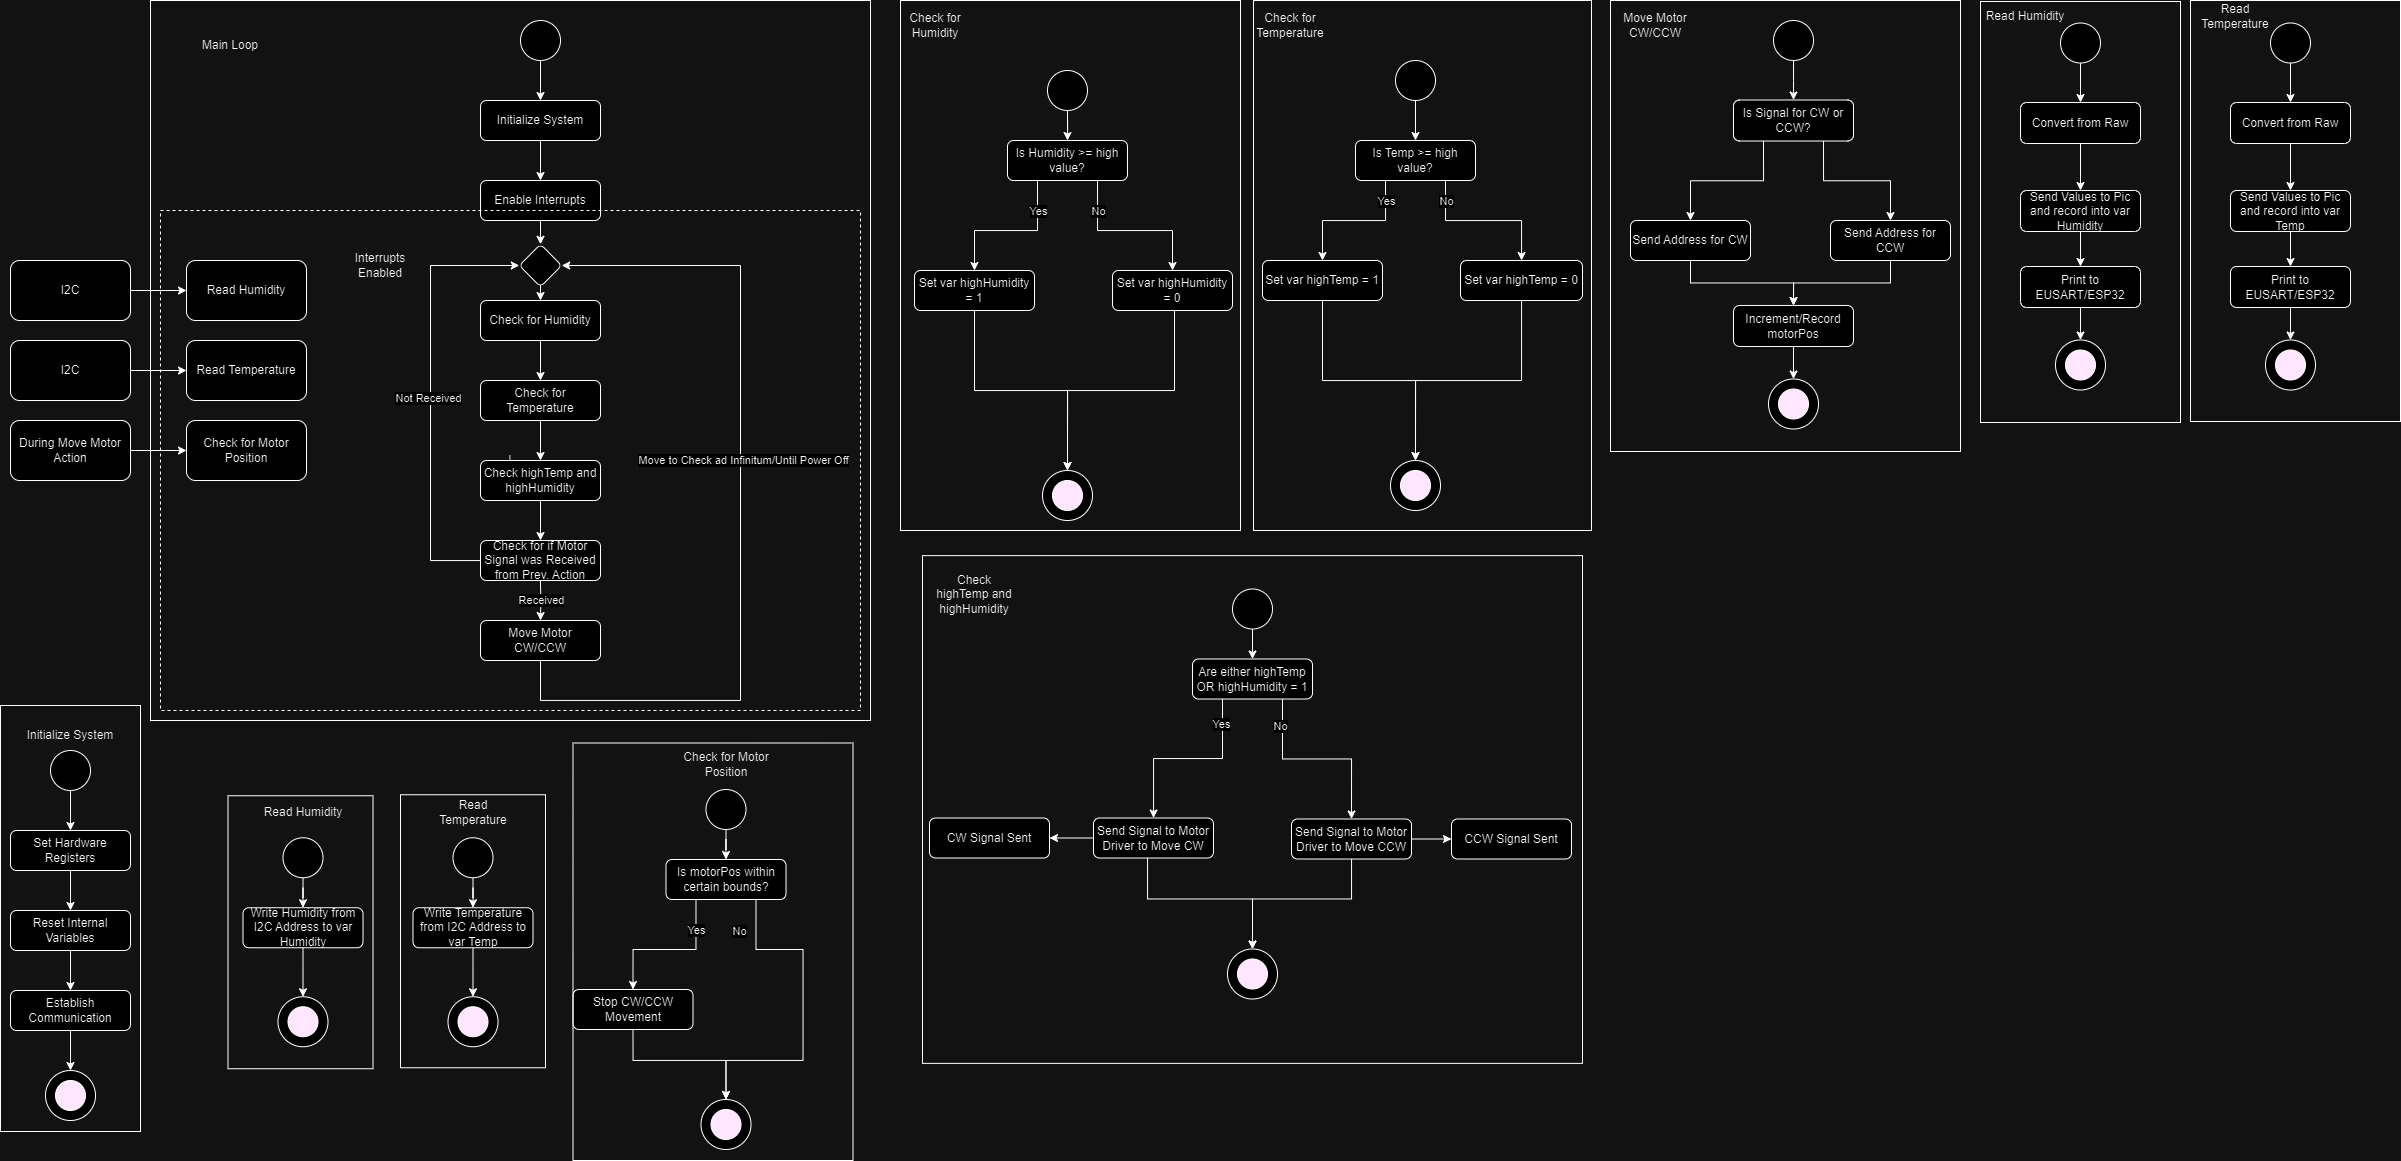 Main Loop
Initialize System
Enable Interrupts
Interrupts
Enabled
I2C
Read Humidity
Check for Humidity
I2C
Read Temperature
Not Received
Check for
Temperature
During Move Motor
Action
Check for Motor
Position
Check highTemp and
highHumidity
Move to Check ad Infinitum/Until Power Off
Check for if Motor
Signal was Received
from Prev. Action
Received
Move Motor
CW/CCW
Check for
Humidity
Is Humidity >= high
value?
Yes
No
Set var highHumidity
= 1
Set var highHumidity
= 0
Check for
Temperature
Is Temp >= high
value?
Yes
No
Set var highTemp = 1
Set var highTemp = 0
Move Motor
CW/CCW
Is Signal for CW or
CCW?
Send Address for CW
Send Address for
CCW
Increment/Record
motorPos
Read Humidity
Convert from Raw
Send Values to Pic
and record into var
Humidity
Print to
EUSART/ESP32
Read
Temperature
Convert from Raw
Send Values to Pic
and record into var
Temp
Print to
EUSART/ESP32
Check
highTemp and
highHumidity
Are either highTemp
OR highHumidity = 1
Yes
No
CW Signal Sent
Send Signal to Motor
Driver to Move CW
Send Signal to Motor
Driver to Move CCW
CCW Signal Sent
Initialize System
Set Hardware
Registers
Reset Internal
Variables
Establish
Communication
Read Humidity
Write Humidity from
I2C Address to var
Humidity
Read
Temperature
Write Temperature
from I2C Address to
var Temp
Check for Motor
Position
Is motorPos within
certain bounds?
Yes
No
Stop CW/CCW
Movement